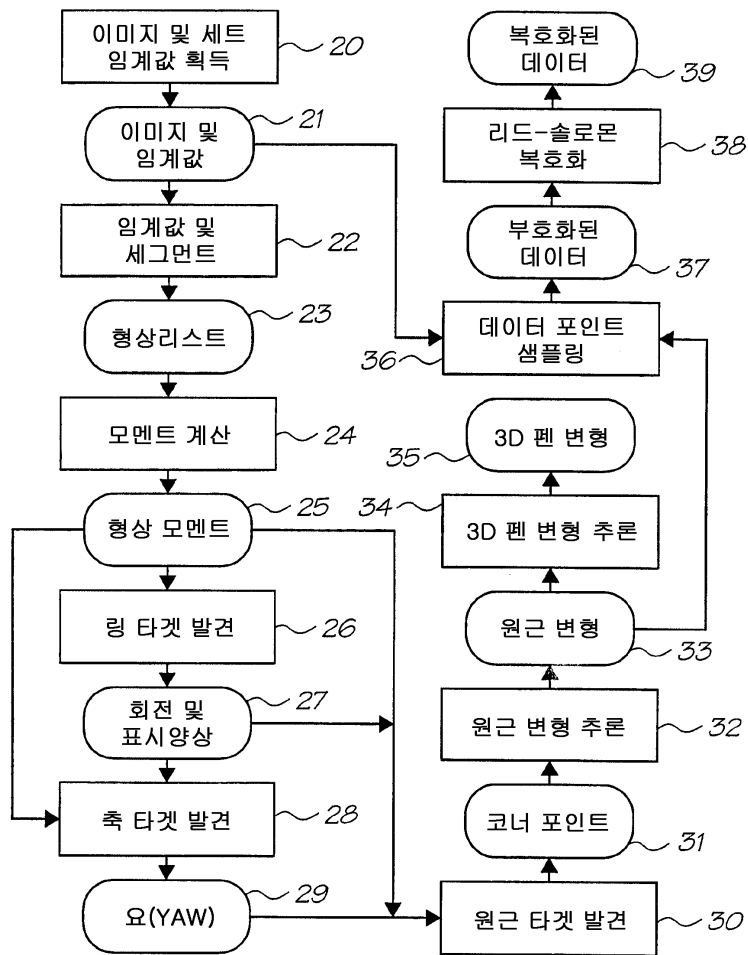 이미지 및 세트
임계값 획득
20
이미지 및
임계값
21
임계값 및
세그먼트
22
형상리스트
23
모멘트 계산
24
형상 모멘트
25
링 타겟 발견
26
회전 및
표시양상
27
축 타겟 발견
28
요(YAW)
29
복호화된
데이터
39
리드-솔로몬
복호화
38
부호화된
데이터
37
데이터 포인트
샘플링
36
3D 펜 변형
35
3D 펜 변형 추론
34
원근 변형
33
원근 변형 추론
32
코너 포인트
31
원근 타겟 발견
30